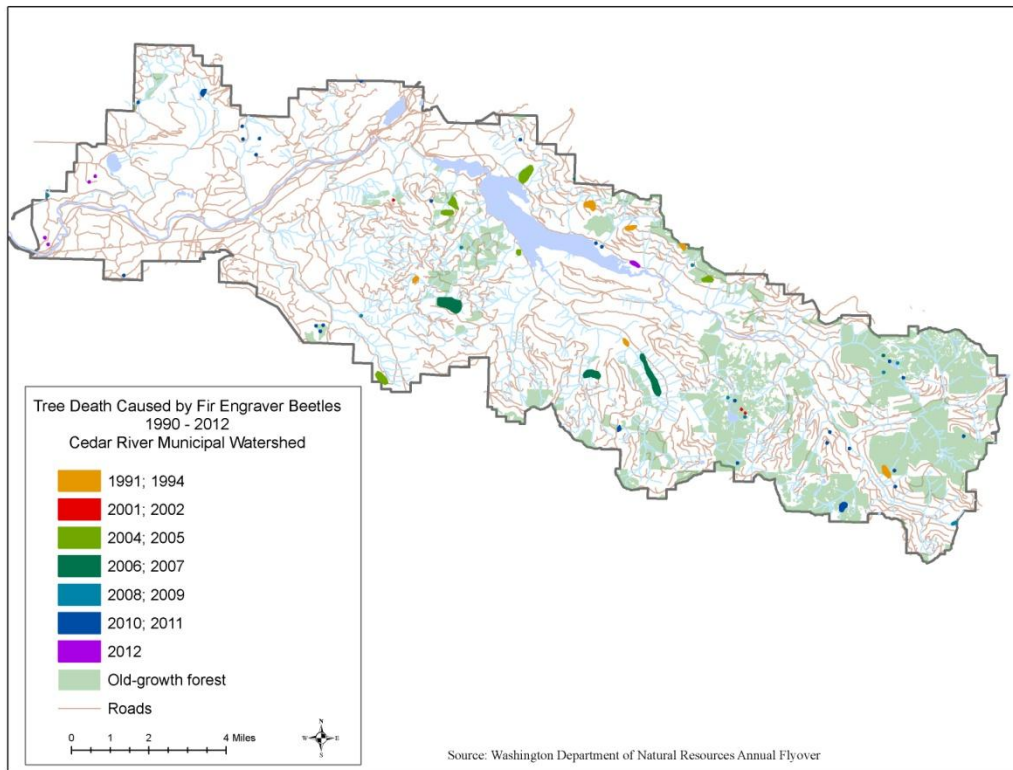 Tree Death Caused by Fir Engraver Beetles
1990 - 2012
Cedar River Municipal Watershed
1991; 1994
2001; 2002
2004; 2005
2006; 2007
2008; 2009
2010; 2011
2012
Old-growth forest
Roads
0 1 2 4 Miles
N
W E
S
Source: Washington Department of Natural Resources Annual Flyover